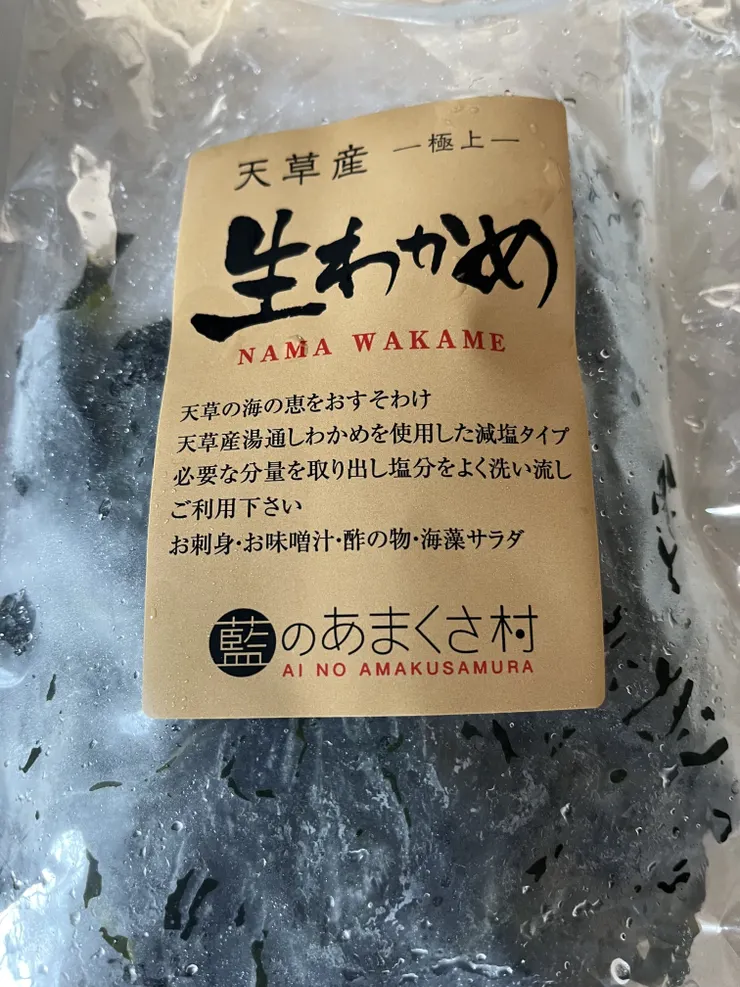 天草産 ー極上ー
生わかめ
NAMA WAKAME
天草の海の恵をおすそわけ
天草産湯通しわかめを使用した減塩タイプ
必要な分量を取り出し塩分をよく洗い流し
ご利用下さい
お刺身・お味噌汁・酢の物・海藻サラダ
藍のあまくさ村
AI NO AMAKUSAMURA